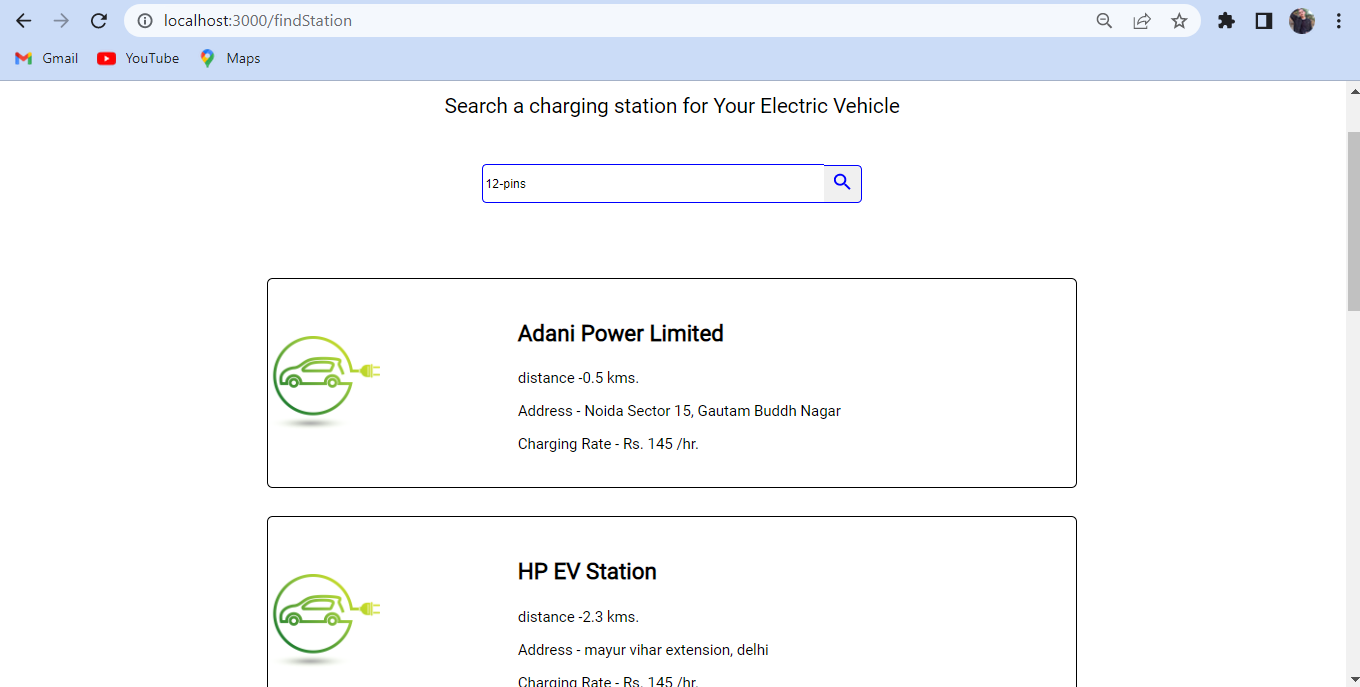 localhost:3000/findStation
Gmail YouTube Maps
Search a charging station for Your Electric Vehicle
12-pins
Adani Power Limited
distance -0.5 kms.
Address - Noida Sector 15, Gautam Buddh Nagar
Charging Rate - Rs. 145 /hr.
HP EV Station
distance -2.3 kms.
Address - mayur vihar extension, delhi
Charging Rate - Rs. 145 /hr.